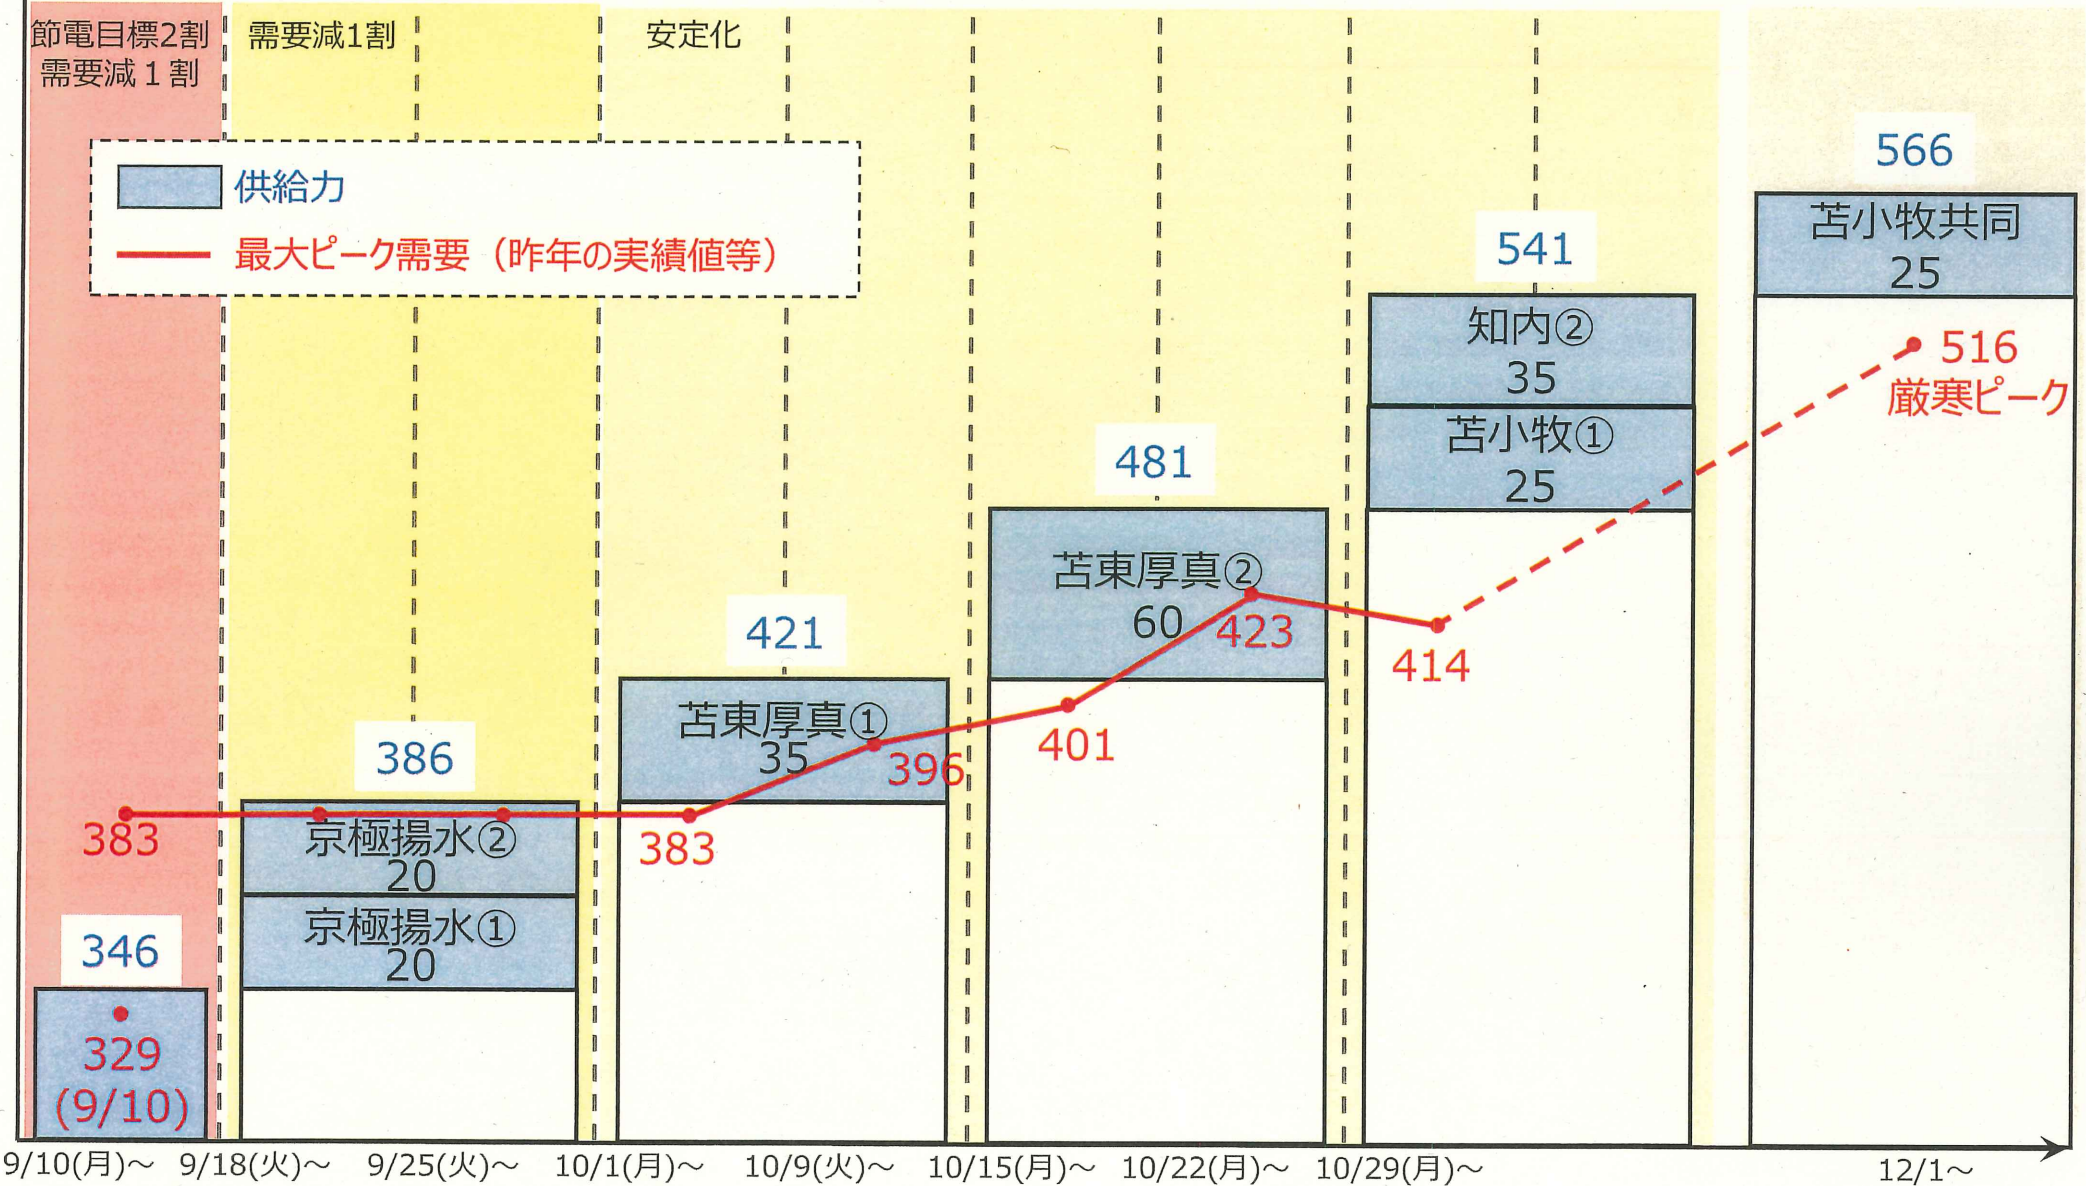 節電目標2割
需要減1割
需要減1割
安定化
供給力
最大ピーク需要（昨年の実績値等）
346
383
329
(9/10)
386
京極揚水②
20
京極揚水①
20
421
苫東厚真①
35
383
396
481
苫東厚真②
60
423
401
541
知内②
35
苫小牧①
25
414
566
苫小牧共同
25
516
厳寒ピーク
9/10(月)～ 9/18(火)～ 9/25(火)～ 10/1(月)～ 10/9(火)～ 10/15(月)～ 10/22(月)～ 10/29(月)～ 12/1～